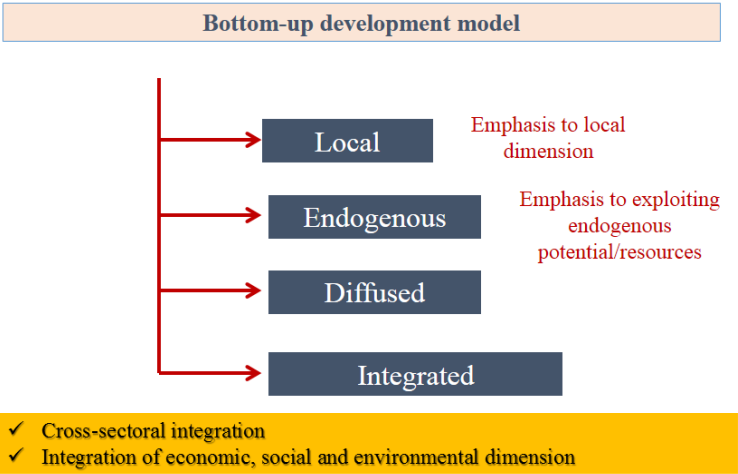 Bottom-up development model
Local
Emphasis to local
dimension
Endogenous
Emphasis to exploiting
endogenous
potential/resources
Diffused
Integrated
✓ Cross-sectoral integration
✓ Integration of economic, social and environmental dimension